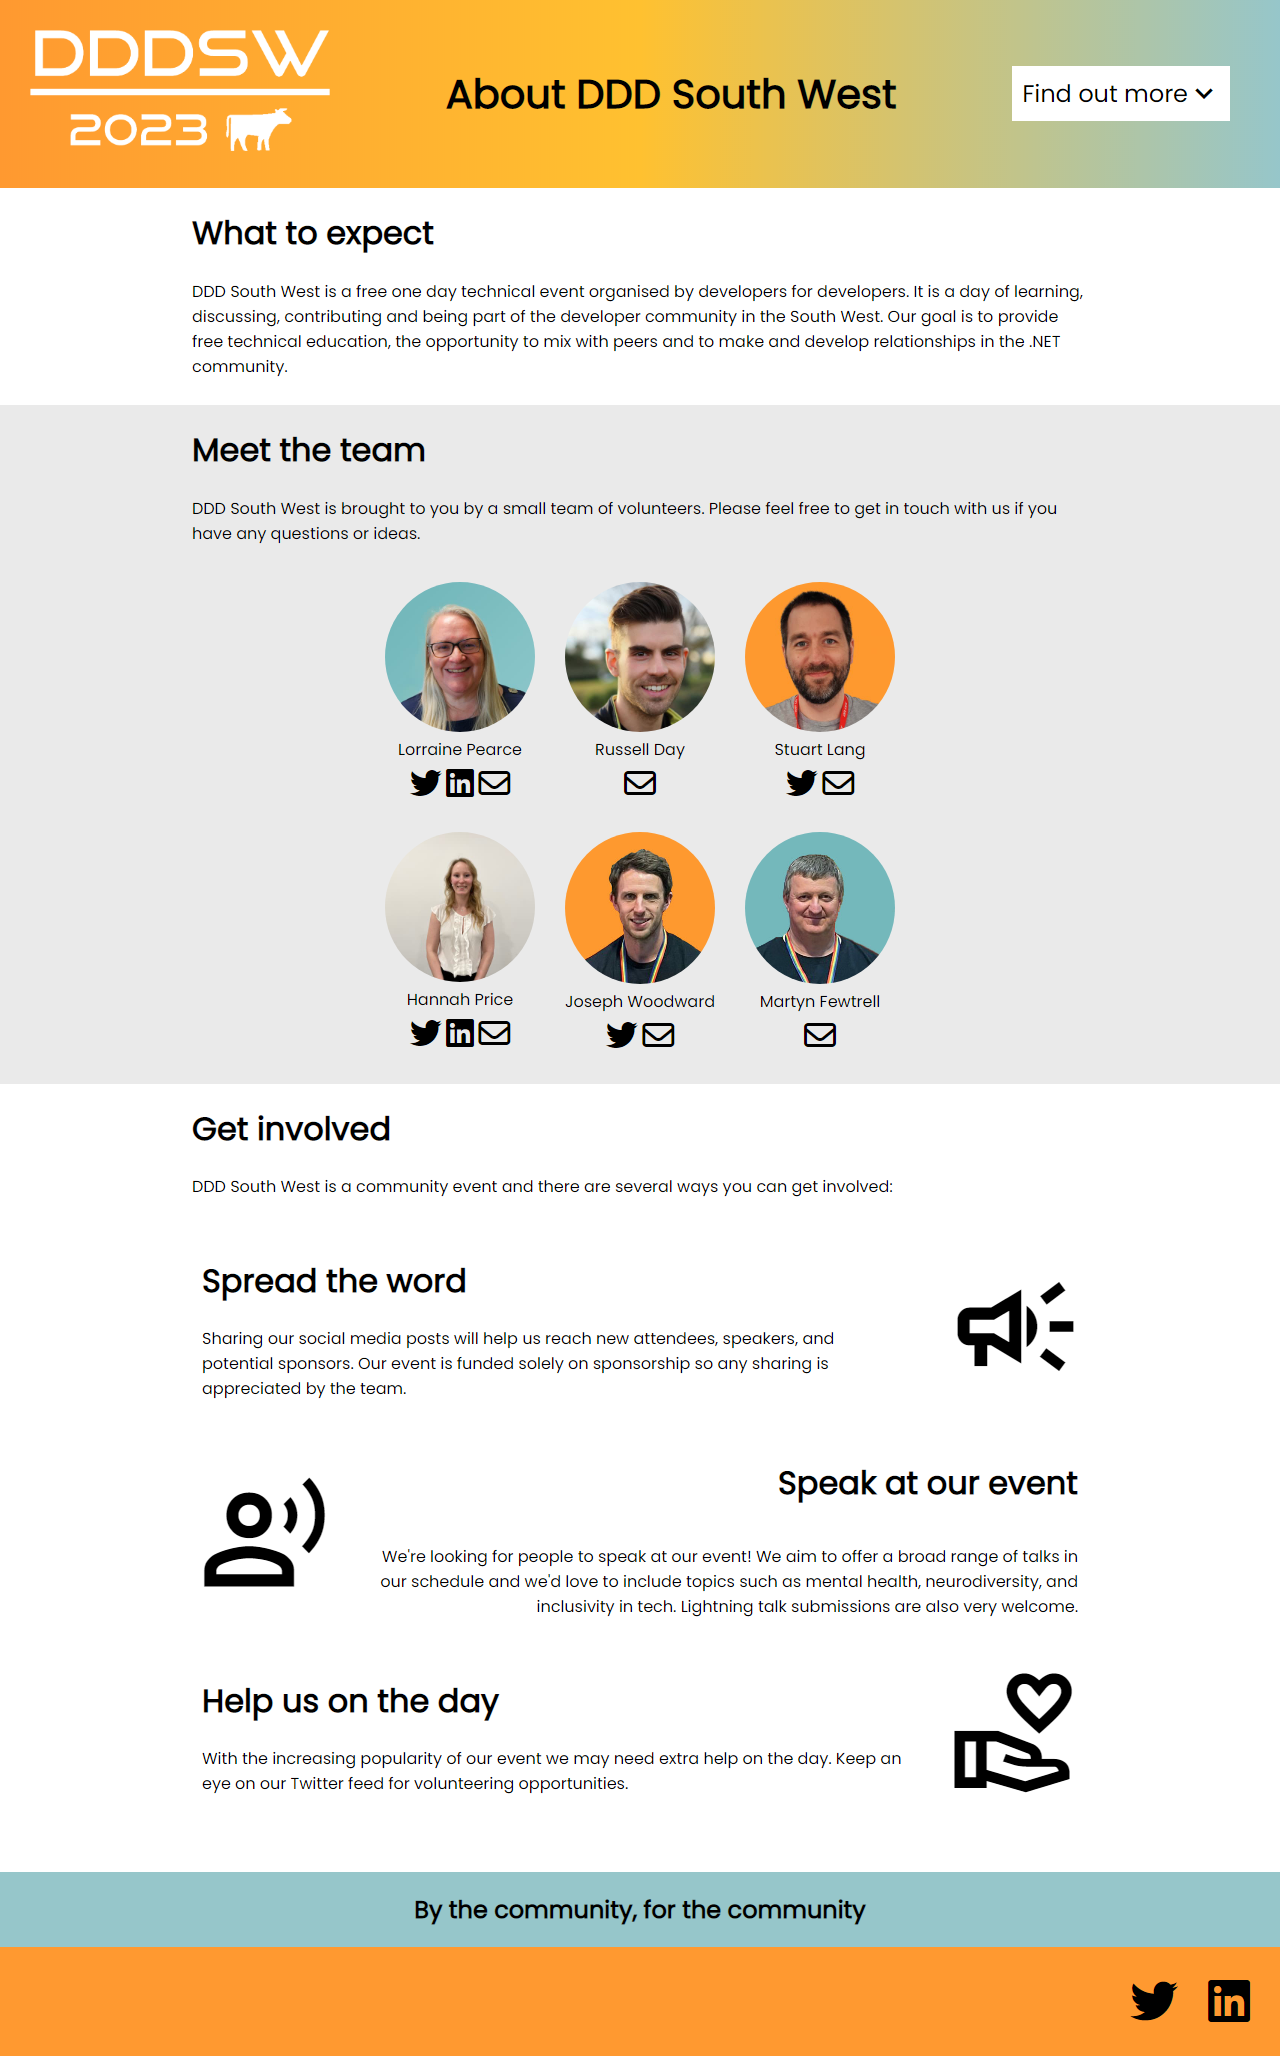 DDDSW
2023
About DDD South West
Find out more
What to expect
DDD South West is a free one day technical event organised by developers for developers. It is a day of learning,
discussing, contributing and being part of the developer community in the South West. Our goal is to provide
free technical education, the opportunity to mix with peers and to make and develop relationships in the .NET
community.
Meet the team
DDD South West is brought to you by a small team of volunteers. Please feel free to get in touch with us if you
have any questions or ideas.
Lorraine Pearce
Russell Day
Stuart Lang
in
Hannah Price
Joseph Woodward
Martyn Fewtrell
in
Get involved
DDD South West is a community event and there are several ways you can get involved:
Spread the word
Sharing our social media posts will help us reach new attendees, speakers, and
potential sponsors. Our event is funded solely on sponsorship so any sharing is
appreciated by the team.
Speak at our event
We're looking for people to speak at our event! We aim to offer a broad range of talks in
our schedule and we'd love to include topics such as mental health, neurodiversity, and
inclusivity in tech. Lightning talk submissions are also very welcome.
Help us on the day
With the increasing popularity of our event we may need extra help on the day. Keep an
eye on our Twitter feed for volunteering opportunities.
By the community, for the community
in